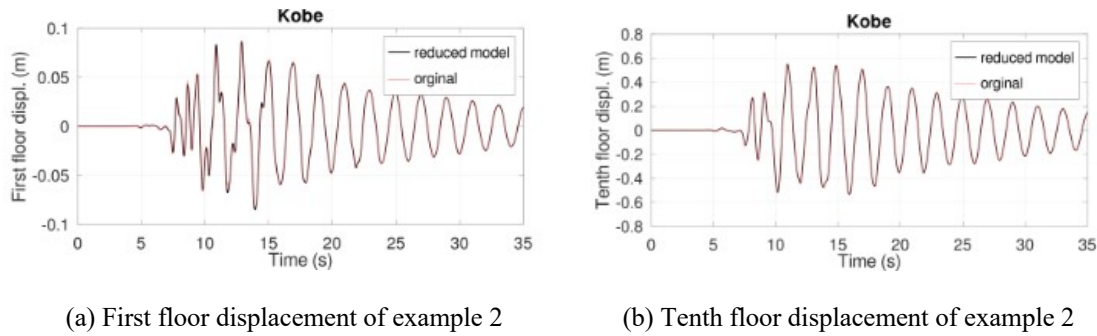 Kobe
0.1
0.05
0
-0.05
-0.1
First floor displ. (m)
reduced model
orginal
0 5 10 15 20 25 30 35
Time (s)
(a) First floor displacement of example 2
Kobe
0.8
0.6
0.4
0.2
0
-0.2
-0.4
-0.6
-0.8
Tenth floor displ. (m)
reduced model
orginal
0 5 10 15 20 25 30 35
Time (s)
(b) Tenth floor displacement of example 2